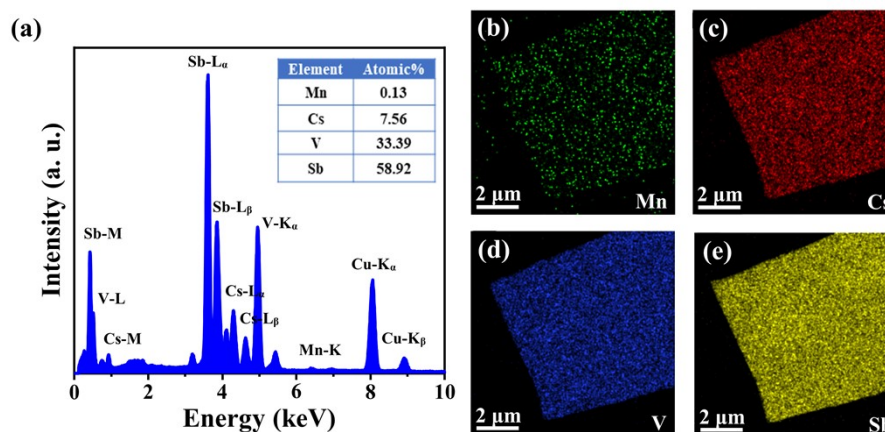 (a)
Intensity (a. u.)
Energy (keV)
0 2 4 6 8 10
Sb-M
V-L
Cs-M
Sb-Lα
Sb-Lβ
Cs-Lα
Cs-Lβ
V-Kα
Mn-K
Cu-Kα
Cu-Kβ
Element Atomic%
Mn 0.13
Cs 7.56
V 33.39
Sb 58.92
(b)
2 μm
Mn
(c)
2 μm
Cs
(d)
2 μm
V
(e)
2 μm